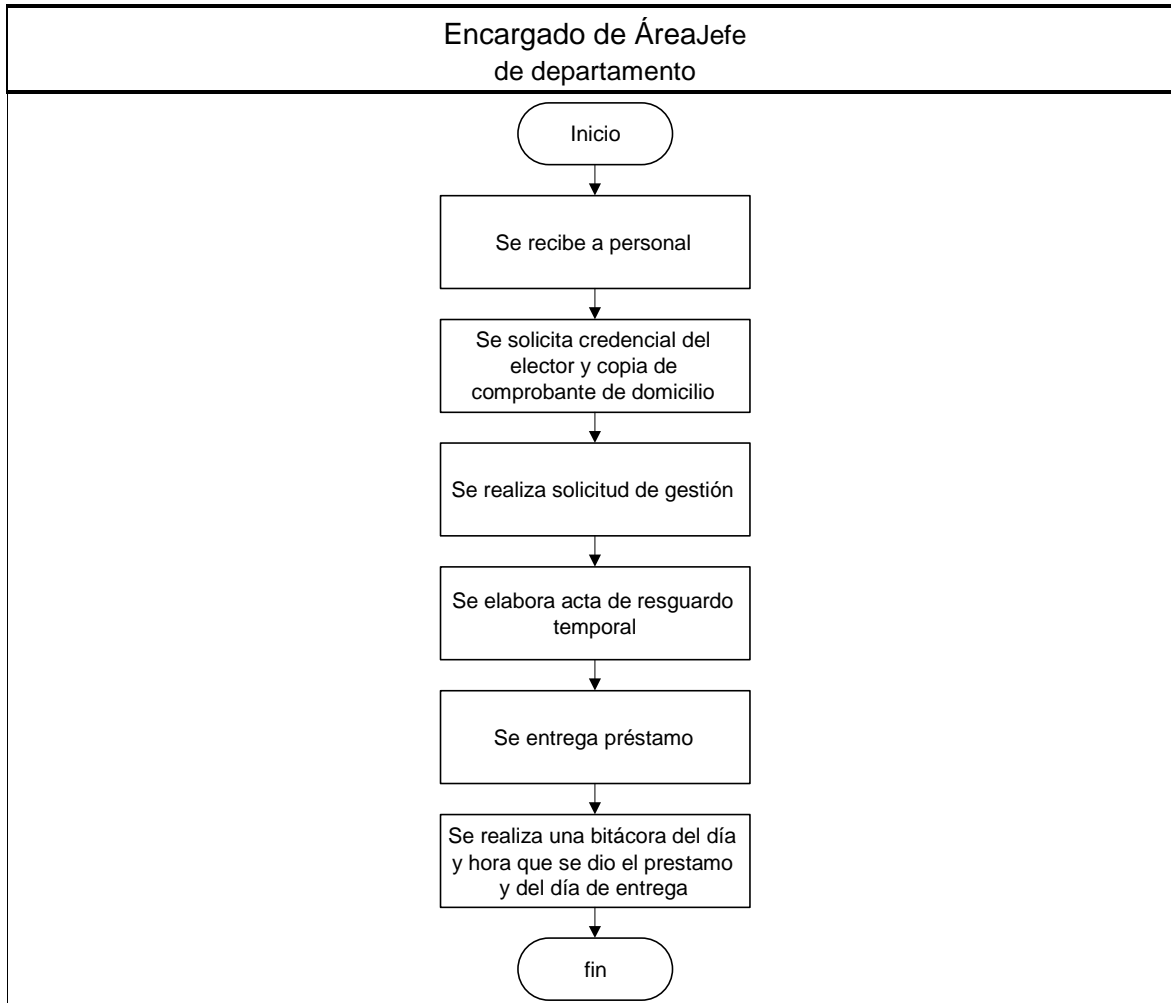 Encargado de ÁreaJefe
de departamento
Inicio
Se recibe a personal
Se solicita credencial del
elector y copia de
comprobante de domicilio
Se realiza solicitud de gestión
Se elabora acta de resguardo
temporal
Se entrega préstamo
Se realiza una bitácora del día
y hora que se dio el prestamo
y del día de entrega
fin